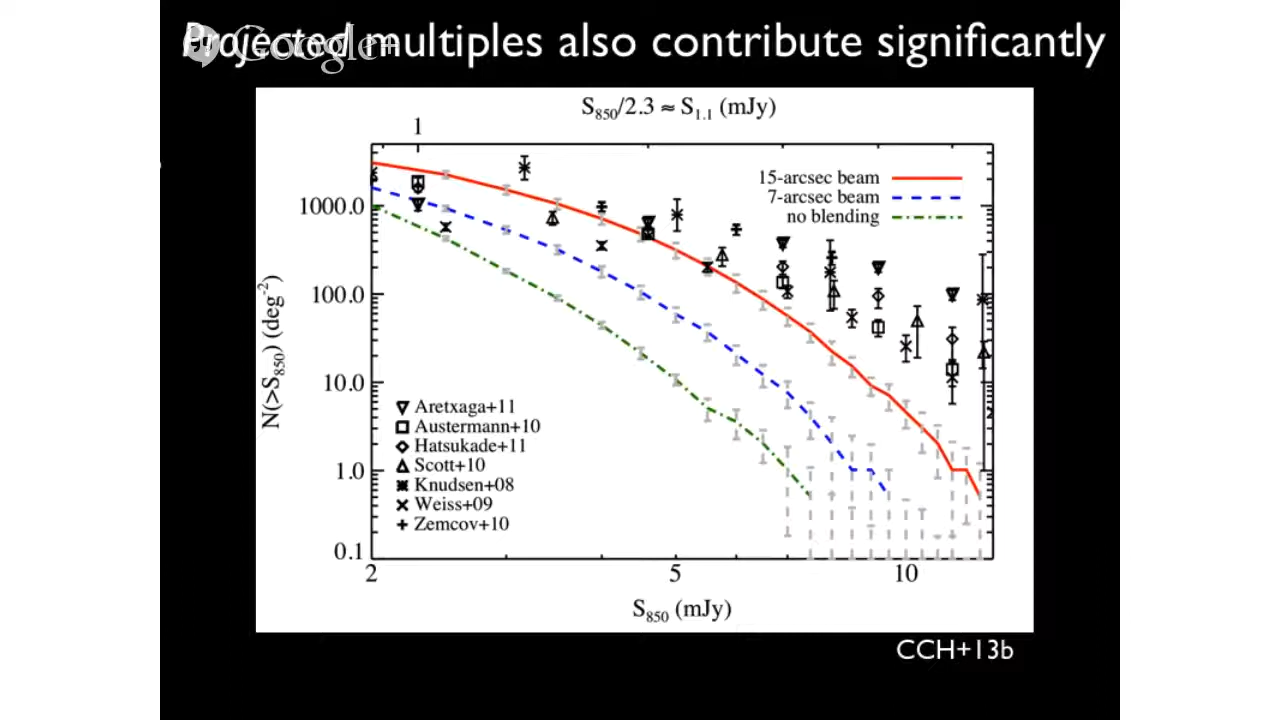 Projected multiples also contribute significantly
Google+
S850/2.3 ≈ S1.1 (mJy)
1
15-arcsec beam
7-arcsec beam
no blending
1000.0
100.0
10.0
1.0
0.1
N(>S850) (deg-2)
Aretxaga+11
Austermann+10
Hatsukade+11
Scott+10
Knudsen+08
Weiss+09
Zemcov+10
2
5
10
S850 (mJy)
CCH+13b